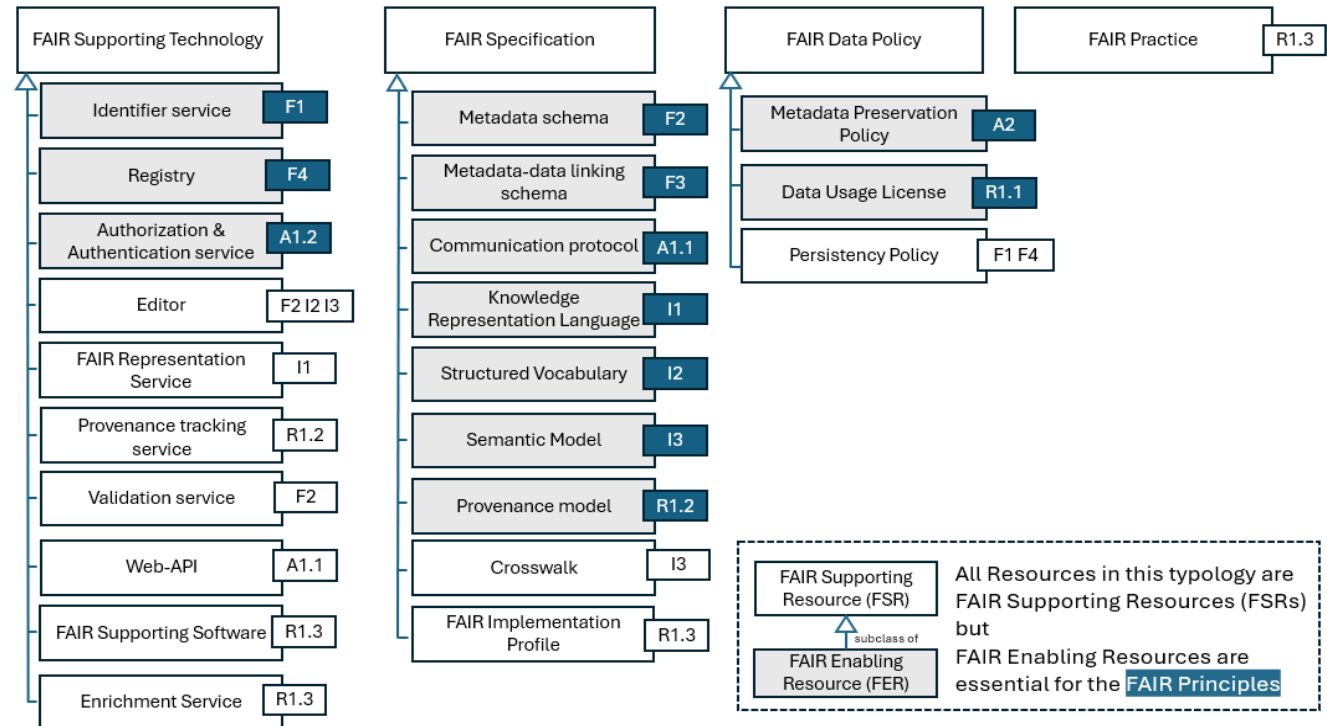 FAIR Supporting Technology
Identifier service
F1
Registry
F4
Authorization &
Authentication service
A1.2
Editor
F2 I2 I3
FAIR Representation
Service
I1
Provenance tracking
service
R1.2
Validation service
F2
Web-API
A1.1
FAIR Supporting Software
R1.3
Enrichment Service
R1.3
FAIR Specification
Metadata schema
F2
Metadata-data linking
schema
F3
Communication protocol
A1.1
Knowledge
Representation Language
I1
Structured Vocabulary
I2
Semantic Model
I3
Provenance model
R1.2
Crosswalk
I3
FAIR Implementation
Profile
R1.3
FAIR Data Policy
Metadata Preservation
Policy
A2
Data Usage License
R1.1
Persistency Policy
F1 F4
FAIR Practice
R1.3
FAIR Supporting
Resource (FSR)
subclass of
FAIR Enabling
Resource (FER)
All Resources in this typology are
FAIR Supporting Resources (FSRs)
but
FAIR Enabling Resources are
essential for the FAIR Principles